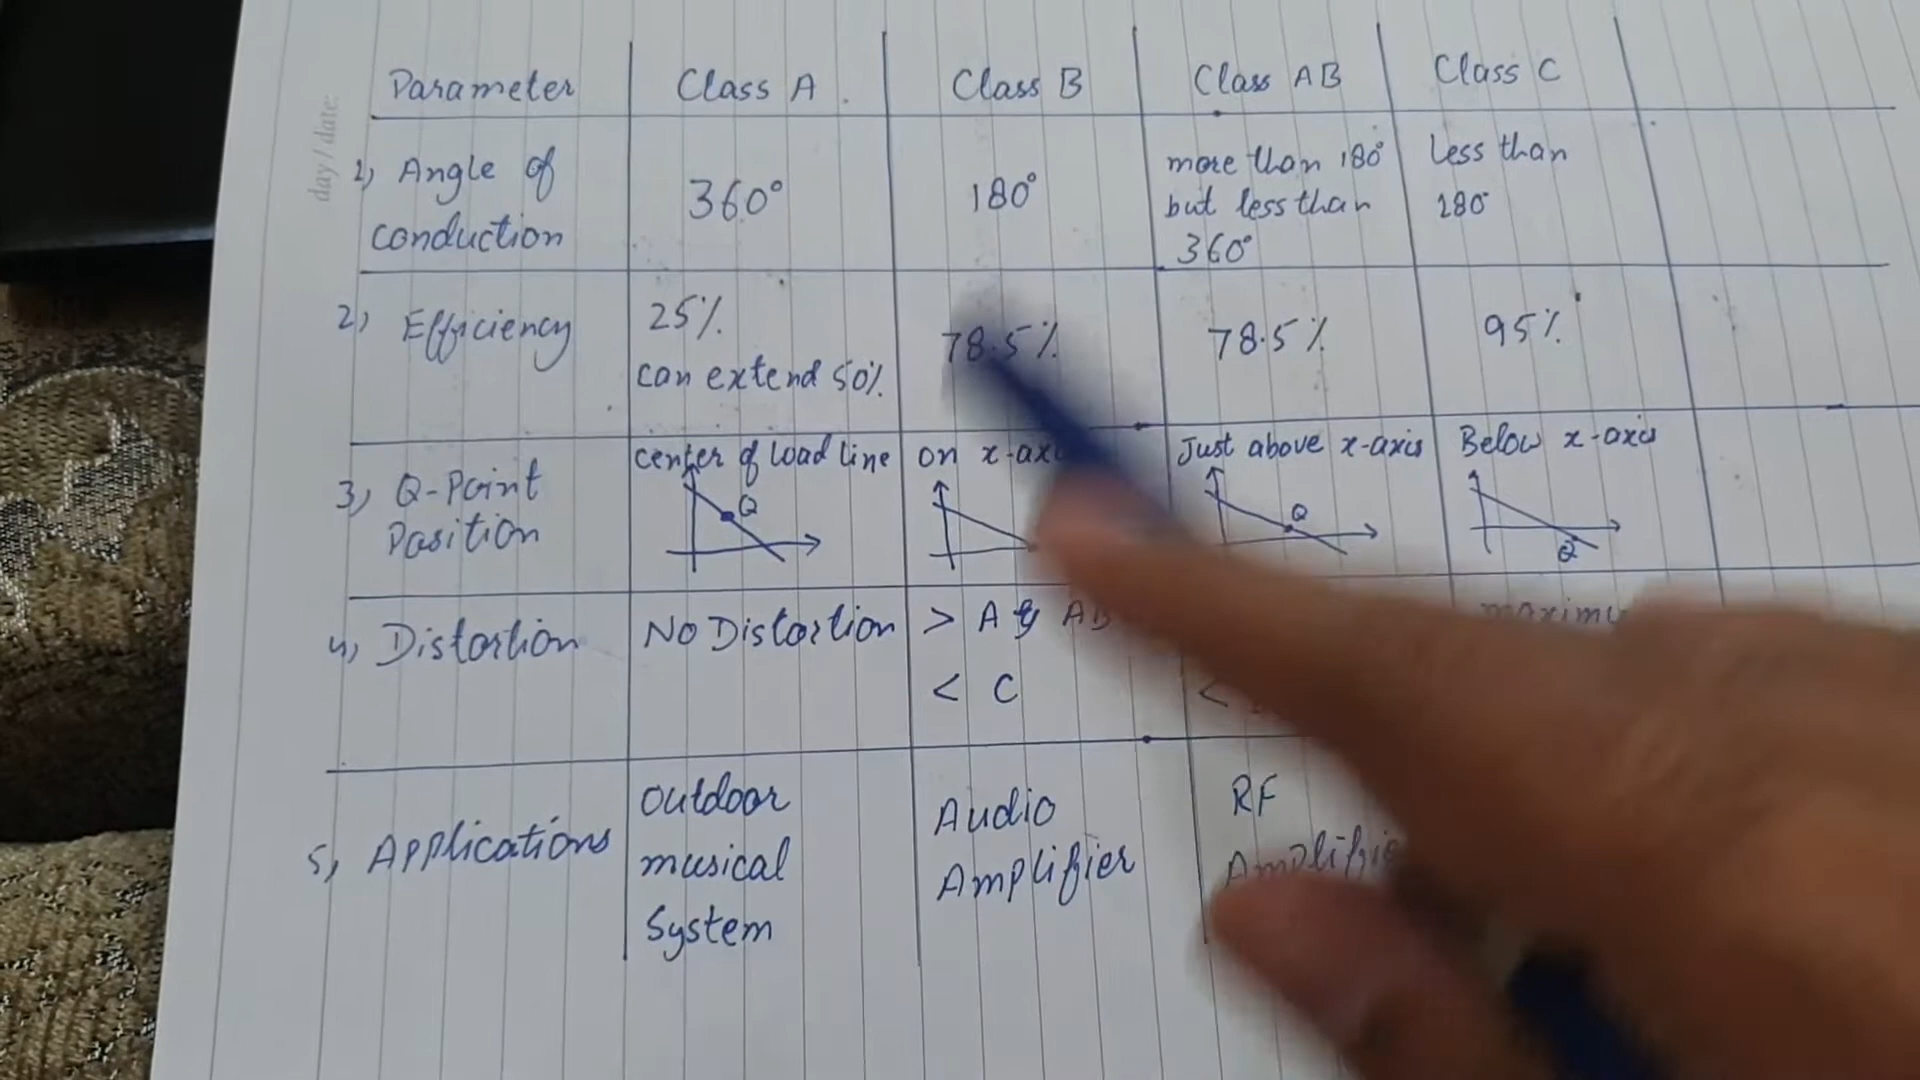 day / date:
Parameter
Class A
Class B
Class AB
Class C
1) Angle of
conduction
360°
180°
more than 180°
but less than
360°
Less than
180°
2) Efficiency
25%
can extend 50%
78.5%
78.5%
95%
3) Q-Point
Position
center of load line
Q
on x-axis
Just above x-axis
Q
Below x-axis
Q
4) Distortion
No Distortion
> A & AB
< C
<
5) Applications
outdoor
musical
System
Audio
Amplifier
RF